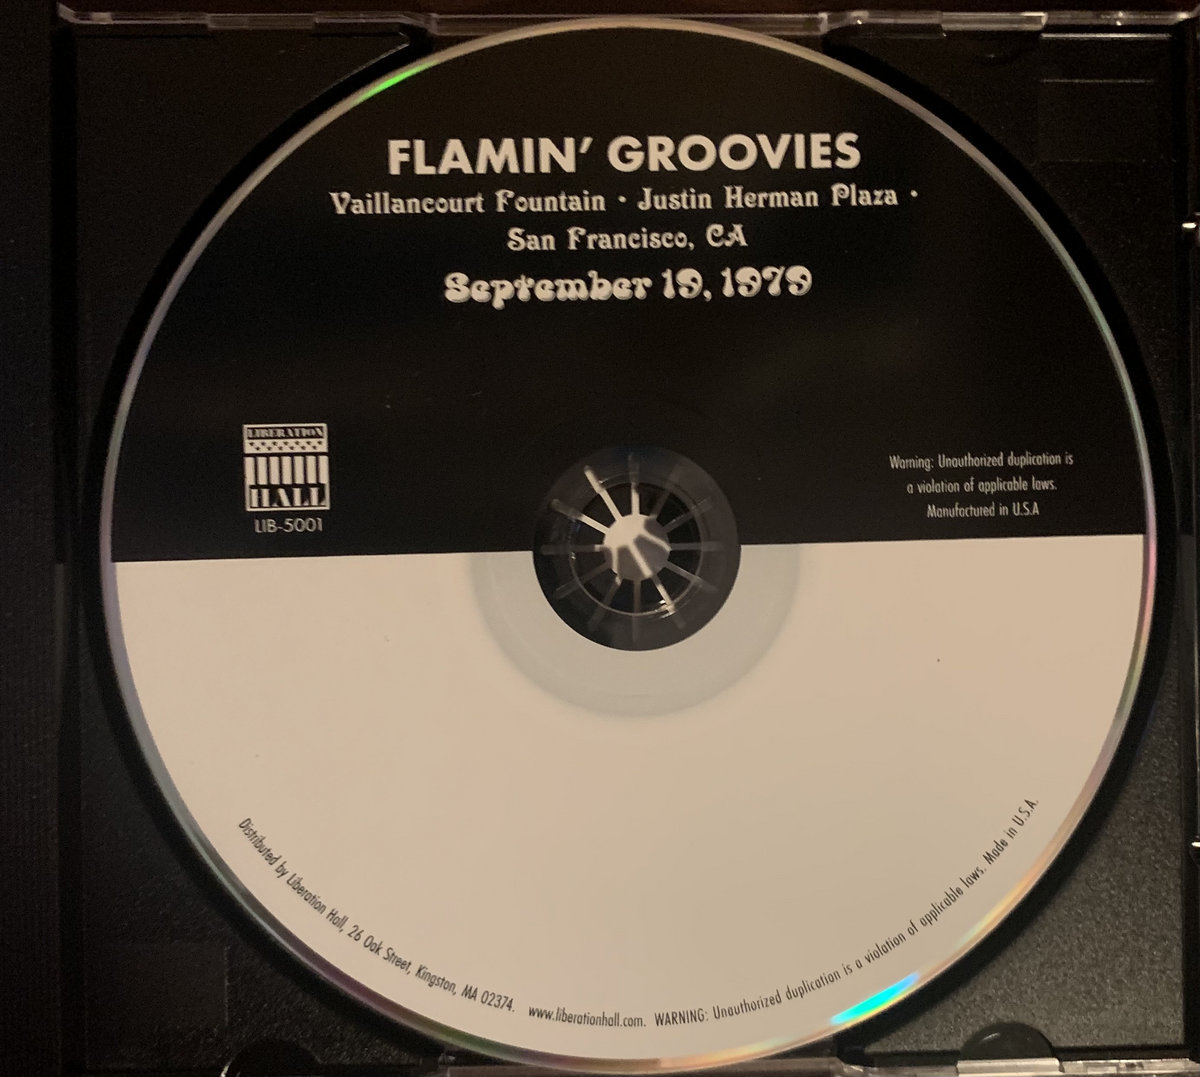 FLAMIN’ GROOVIES
Vaillancourt Fountain • Justin Herman Plaza •
San Francisco, CA
September 19, 1979
LIBERATION
HALL
LIB-5001
Warning: Unauthorized duplication is
a violation of applicable laws.
Manufactured in U.S.A
Distributed by Liberation Hall, 26 Oak Street, Kingston, MA 02374. www.liberationhall.com. WARNING: Unauthorized duplication is a violation of applicable laws. Made in U.S.A.